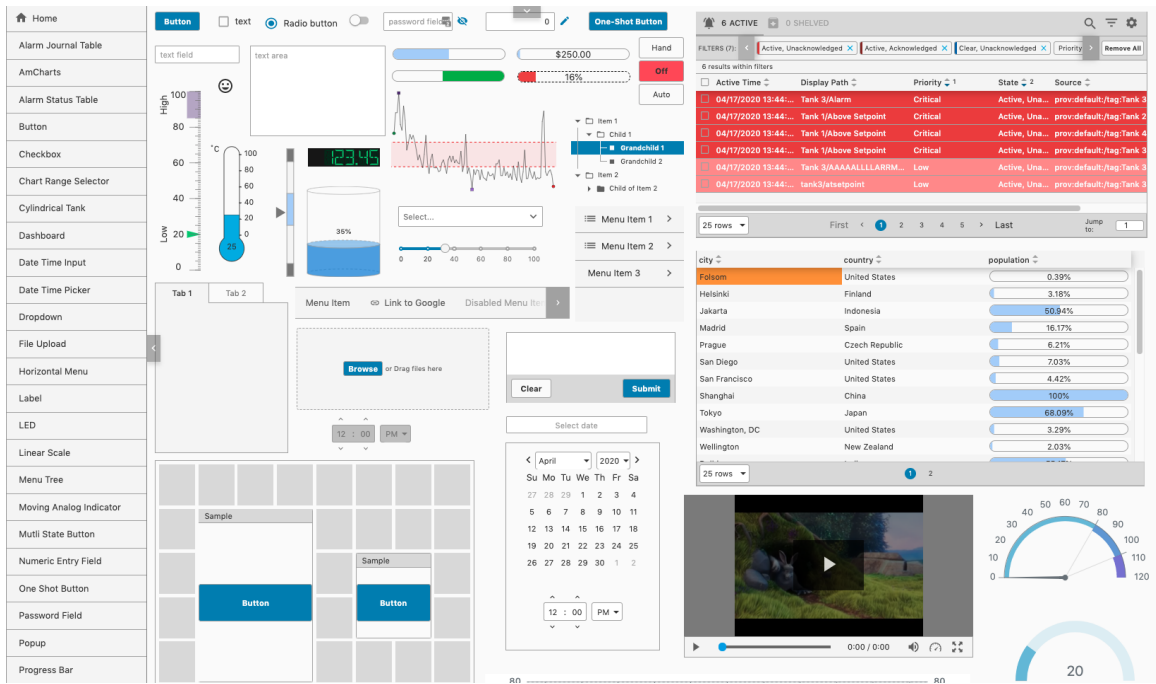 Home
Alarm Journal Table
AmCharts
Alarm Status Table
Button
Checkbox
Chart Range Selector
Cylindrical Tank
Dashboard
Date Time Input
Date Time Picker
Dropdown
File Upload
Horizontal Menu
Label
LED
Linear Scale
Menu Tree
Moving Analog Indicator
Mutli State Button
Numeric Entry Field
One Shot Button
Password Field
Popup
Progress Bar
Button
text
Radio button
password field
0
One-Shot Button
text field
text area
$250.00
16%
Hand
Off
Auto
High
Low
100
80
60
40
20
0
°C
100
80
60
40
20
0
25
123.45
35%
Select...
0 20 40 60 80 100
Item 1
Child 1
Grandchild 1
Grandchild 2
Item 2
Child of Item 2
Menu Item 1
Menu Item 2
Menu Item 3
Tab 1 Tab 2
Menu Item Link to Google Disabled Menu Ite
Browse or Drag files here
12 : 00 PM
Clear Submit
Select date
April 2020
Su Mo Tu We Th Fr Sa
27 28 29 1 2 3 4
5 6 7 8 9 10 11
12 13 14 15 16 17 18
19 20 21 22 23 24 25
26 27 28 29 30 1 2
12 : 00 PM
Sample
Button
Sample
Button
6 ACTIVE 0 SHELVED
FILTERS (7): Active, Unacknowledged Active, Acknowledged Clear, Unacknowledged Priority Remove All
6 results within filters
Active Time Display Path Priority 1 State 2 Source
04/17/2020 13:44:... Tank 3/Alarm Critical Active, Una... prov:default:/tag:Tank 3
04/17/2020 13:44:... Tank 1/Above Setpoint Critical Active, Una... prov:default:/tag:Tank 2
04/17/2020 13:44:... Tank 1/Above Setpoint Critical Active, Una... prov:default:/tag:Tank 4
04/17/2020 13:44:... Tank 1/Above Setpoint Critical Active, Una... prov:default:/tag:Tank 1
04/17/2020 13:44:... Tank 3/AAAAALLLLARRM... Low Active, Una... prov:default:/tag:Tank 3
04/17/2020 13:44:... tank3/atsetpoint Low Active, Una... prov:default:/tag:Tank 3
25 rows First 1 2 3 4 5 Last Jump to: 1
city country population
Folsom United States 0.39%
Helsinki Finland 3.18%
Jakarta Indonesia 50.94%
Madrid Spain 16.17%
Prague Czech Republic 6.21%
San Diego United States 7.03%
San Francisco United States 4.42%
Shanghai China 100%
Tokyo Japan 68.09%
Washington, DC United States 3.29%
Wellington New Zealand 2.03%
25 rows 1 2
0:00 / 0:00
0 10 20 30 40 50 60 70 80 90 100 110 120
20
80 80